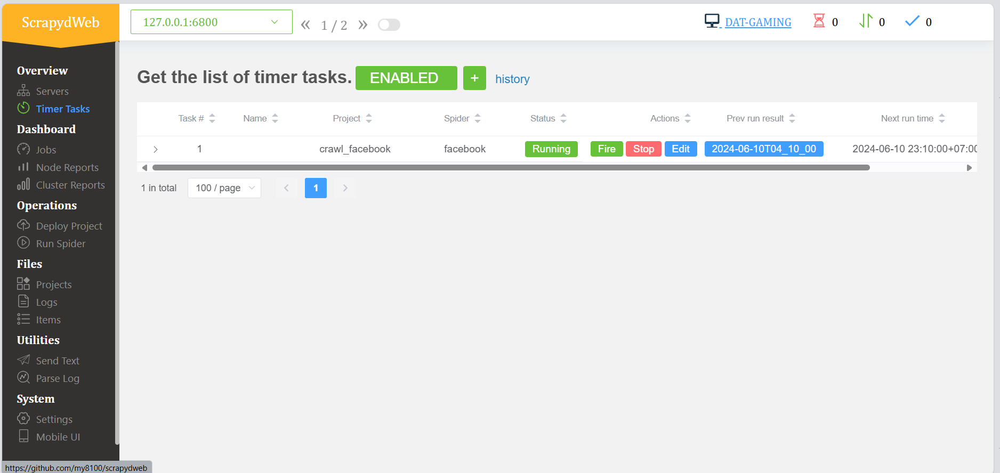 ScrapydWeb
127.0.0.1:6800
1 / 2
DAT-GAMING
0
0
0
Overview
Servers
Timer Tasks
Dashboard
Jobs
Node Reports
Cluster Reports
Operations
Deploy Project
Run Spider
Files
Projects
Logs
Items
Utilities
Send Text
Parse Log
System
Settings
Mobile UI
Get the list of timer tasks. ENABLED + history
Task # Name Project Spider Status Actions Prev run result Next run time
1 crawl_facebook facebook Running Fire Stop Edit 2024-06-10T04_10_00 2024-06-10 23:10:00+07:00
1 in total 100 / page 1
https://github.com/my8100/scrapydweb